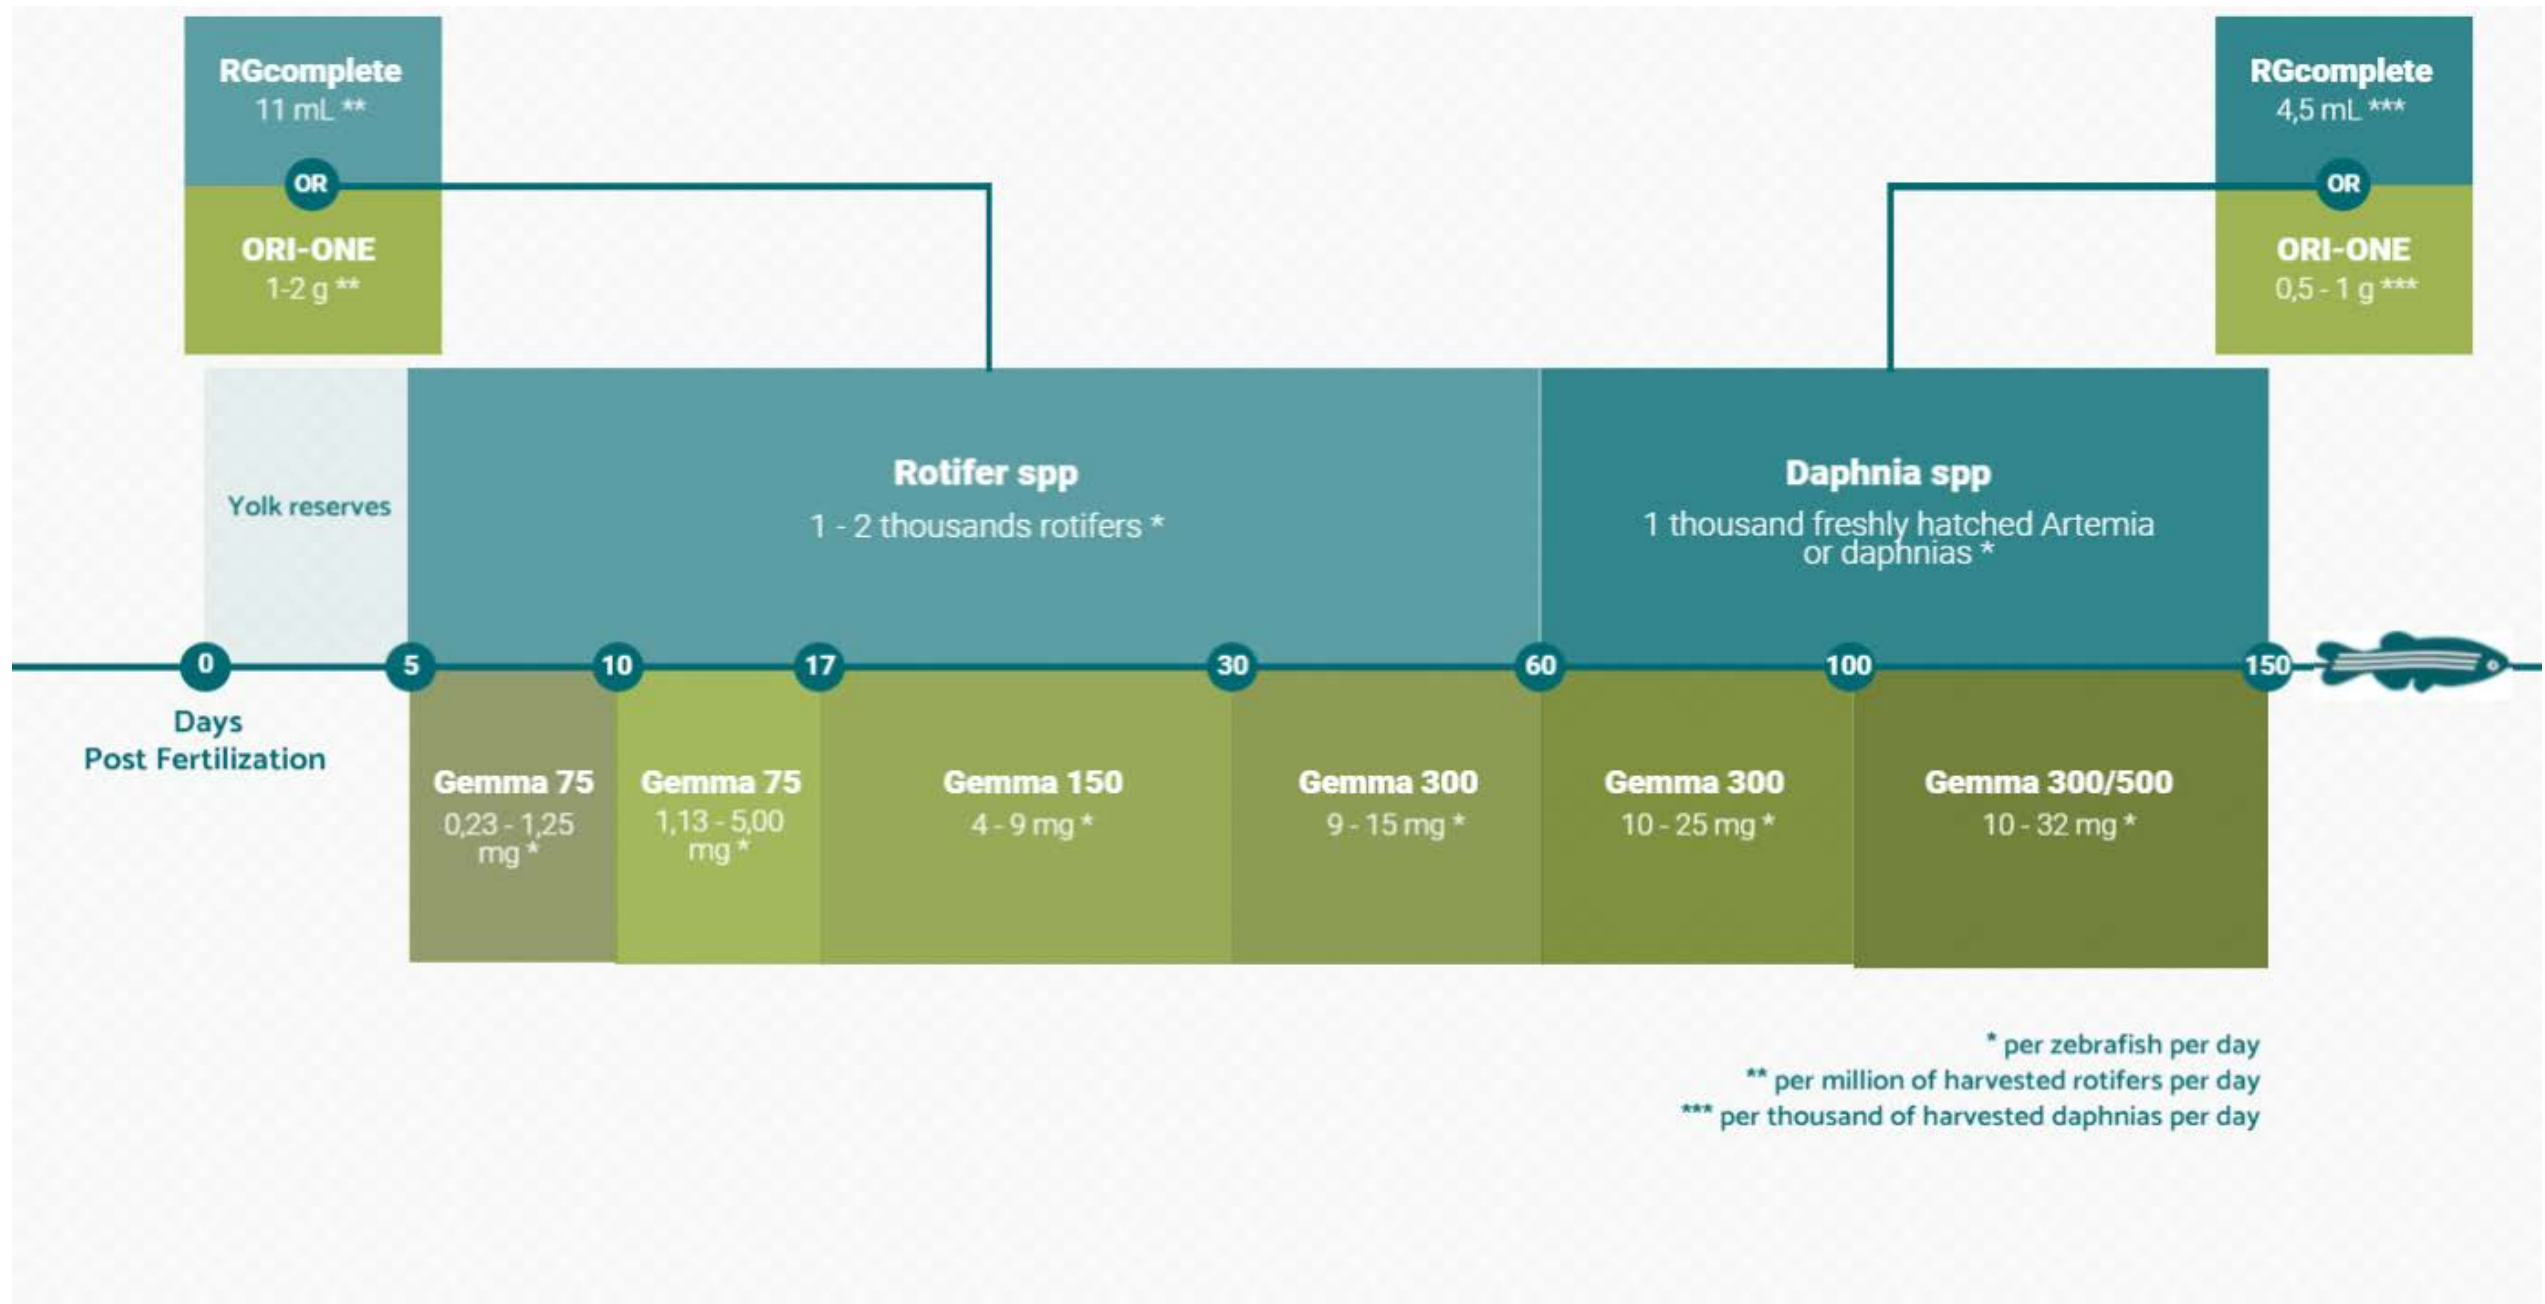 RGcomplete
11 mL **
OR
ORI-ONE
1-2 g **
RGcomplete
4,5 mL ***
OR
ORI-ONE
0,5 - 1 g ***
Yolk reserves
Rotifer spp
1 - 2 thousands rotifers *
Daphnia spp
1 thousand freshly hatched Artemia
or daphnias *
0
5
10
17
30
60
100
150
Days
Post Fertilization
Gemma 75
0,23 - 1,25
mg *
Gemma 75
1,13 - 5,00
mg *
Gemma 150
4 - 9 mg *
Gemma 300
9 - 15 mg *
Gemma 300
10 - 25 mg *
Gemma 300/500
10 - 32 mg *
* per zebrafish per day
** per million of harvested rotifers per day
*** per thousand of harvested daphnias per day